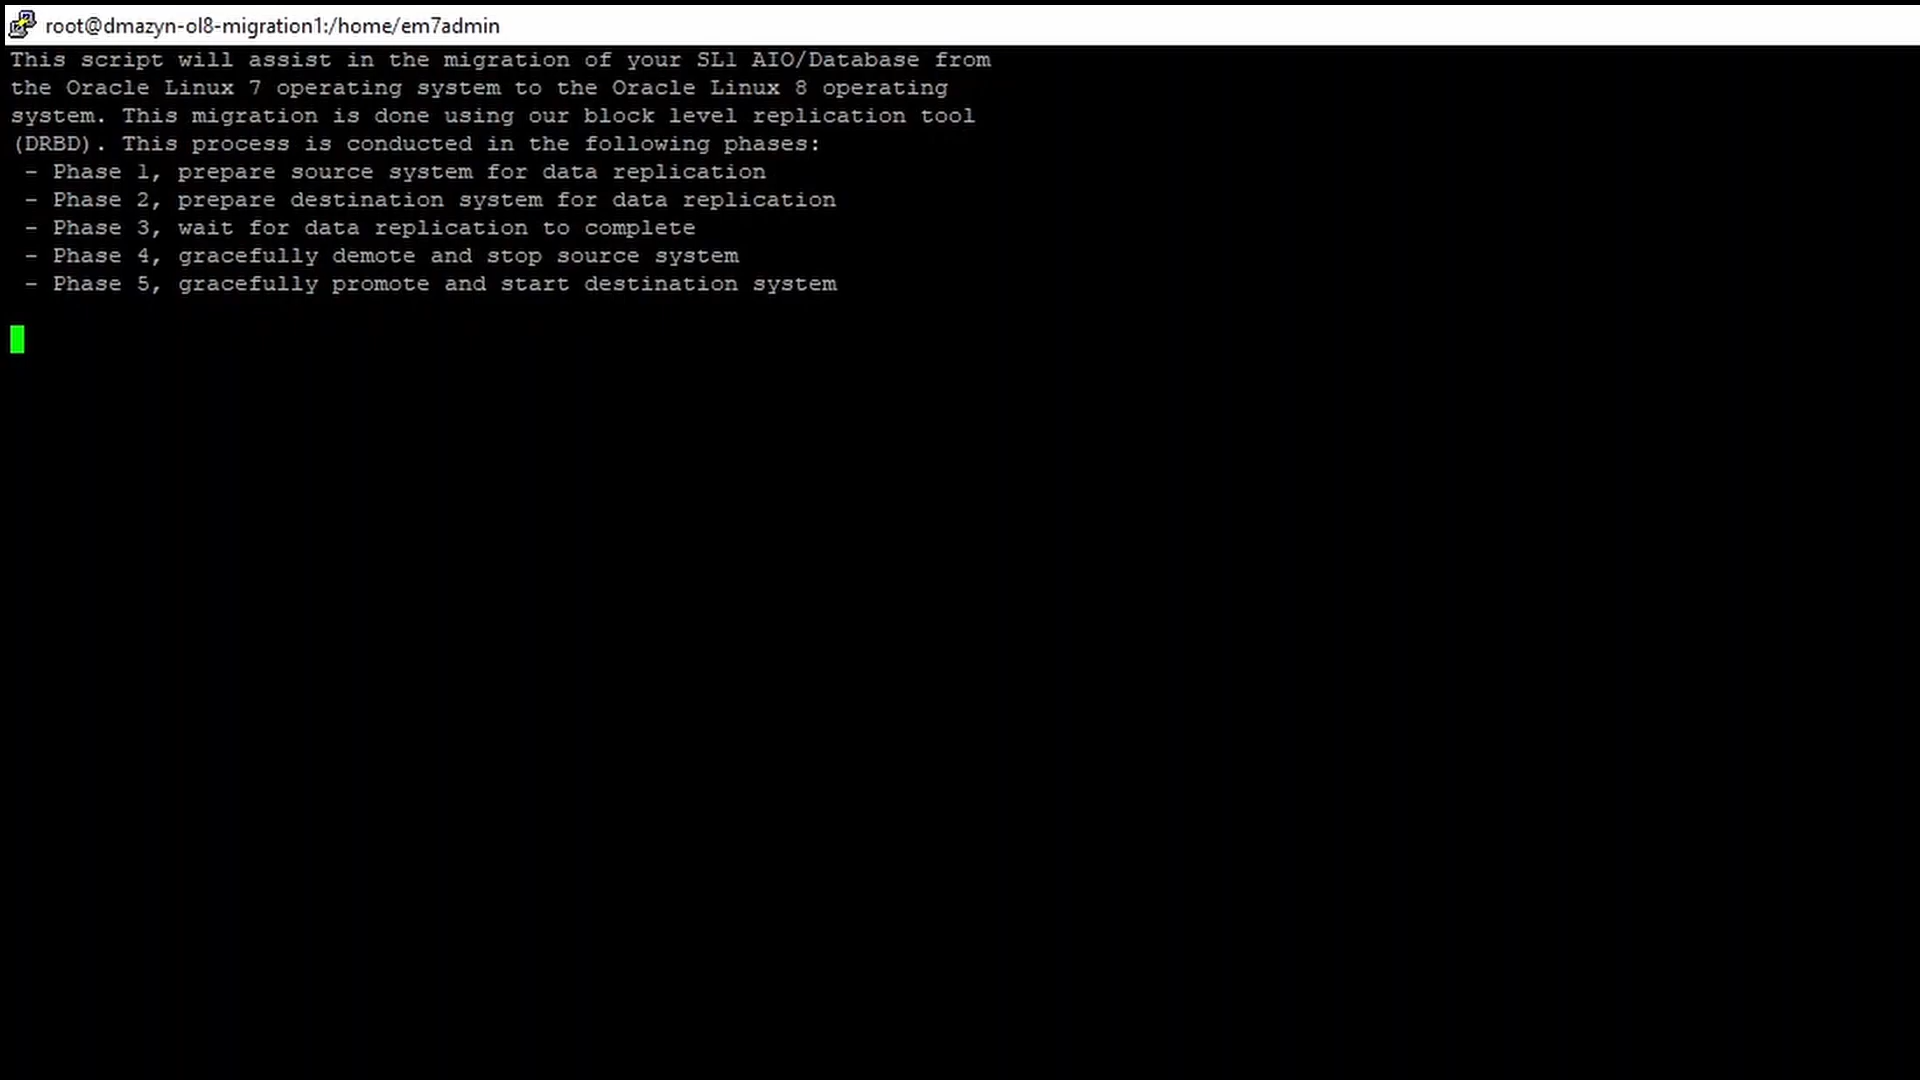 root@dmazyn-ol8-migration1:/home/em7admin
This script will assist in the migration of your SL1 AIO/Database from
the Oracle Linux 7 operating system to the Oracle Linux 8 operating
system. This migration is done using our block level replication tool
(DRBD). This process is conducted in the following phases:
- Phase 1, prepare source system for data replication
- Phase 2, prepare destination system for data replication
- Phase 3, wait for data replication to complete
- Phase 4, gracefully demote and stop source system
- Phase 5, gracefully promote and start destination system